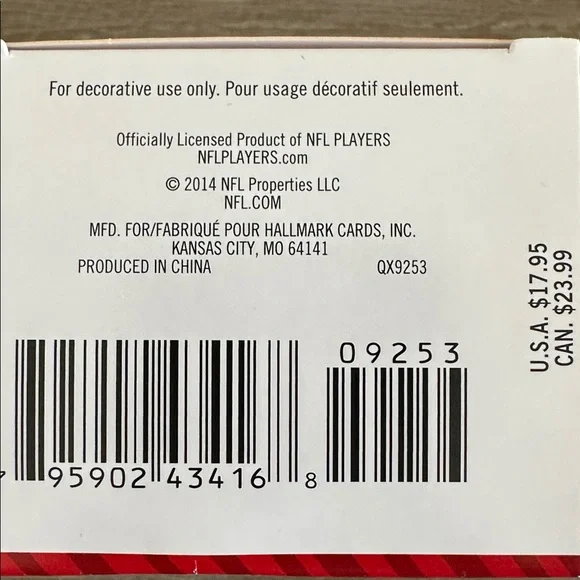 For decorative use only. Pour usage décoratif seulement.
Officially Licensed Product of NFL PLAYERS
NFLPLAYERS.com
© 2014 NFL Properties LLC
NFL.COM
MFD. FOR/FABRIQUÉ POUR HALLMARK CARDS, INC.
KANSAS CITY, MO 64141
PRODUCED IN CHINA QX9253
U.S.A. $17.95
CAN. $23.99
09253
95902 43416 8